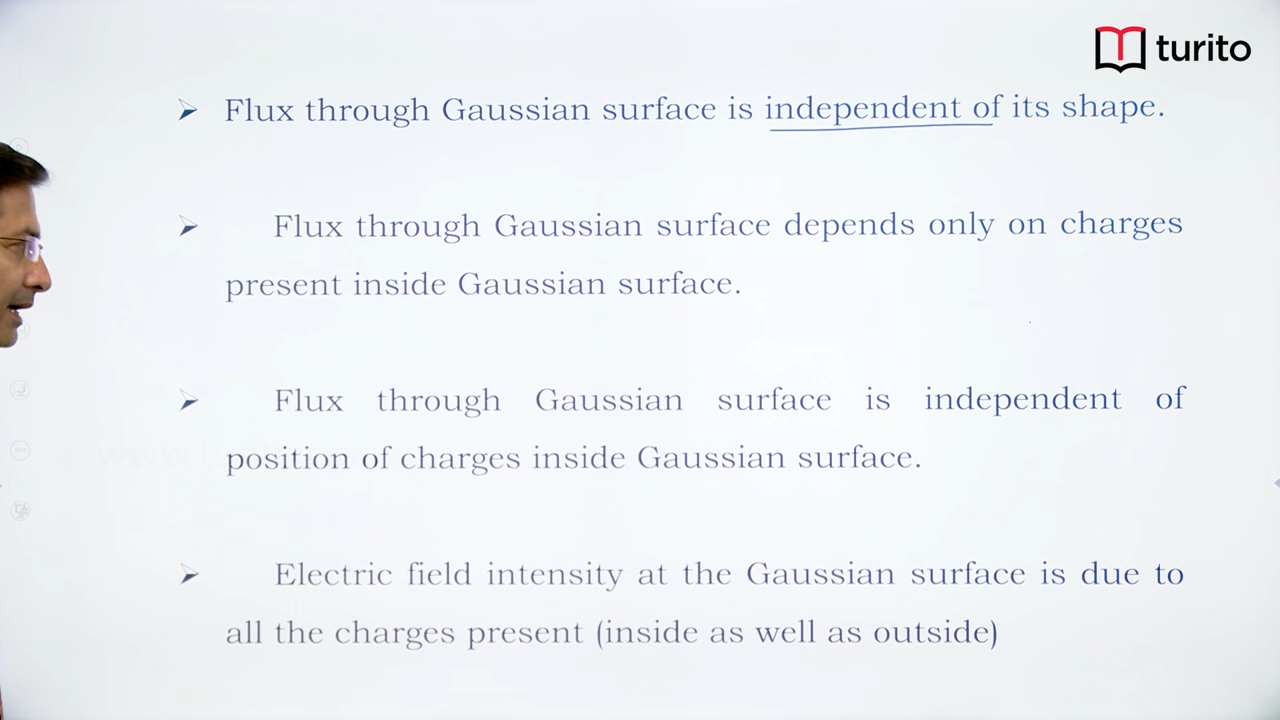 turito
➢ Flux through Gaussian surface is independent of its shape.
➢ Flux through Gaussian surface depends only on charges
present inside Gaussian surface.
➢ Flux through Gaussian surface is independent of
position of charges inside Gaussian surface.
➢ Electric field intensity at the Gaussian surface is due to
all the charges present (inside as well as outside)